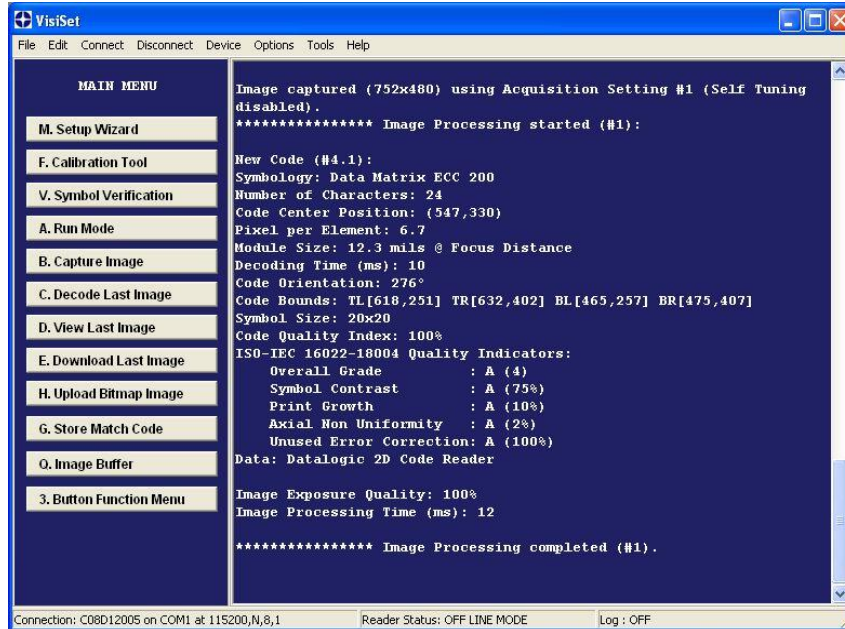 VisiSet
File Edit Connect Disconnect Device Options Tools Help
MAIN MENU
M. Setup Wizard
F. Calibration Tool
V. Symbol Verification
A. Run Mode
B. Capture Image
C. Decode Last Image
D. View Last Image
E. Download Last Image
H. Upload Bitmap Image
G. Store Match Code
Q. Image Buffer
3. Button Function Menu
Image captured (752x480) using Acquisition Setting #1 (Self Tuning
disabled).
**************** Image Processing started (#1):
New Code (#4.1):
Symbology: Data Matrix ECC 200
Number of Characters: 24
Code Center Position: (547,330)
Pixel per Element: 6.7
Module Size: 12.3 mils @ Focus Distance
Decoding Time (ms): 10
Code Orientation: 276°
Code Bounds: TL[618,251] TR[632,402] BL[465,257] BR[475,407]
Symbol Size: 20x20
Code Quality Index: 100%
ISO-IEC 16022-18004 Quality Indicators:
Overall Grade : A (4)
Symbol Contrast : A (75%)
Print Growth : A (10%)
Axial Non Uniformity : A (2%)
Unused Error Correction: A (100%)
Data: Datalogic 2D Code Reader
Image Exposure Quality: 100%
Image Processing Time (ms): 12
**************** Image Processing completed (#1).
Connection: C08D12005 on COM1 at 115200,N,8,1 Reader Status: OFF LINE MODE Log : OFF